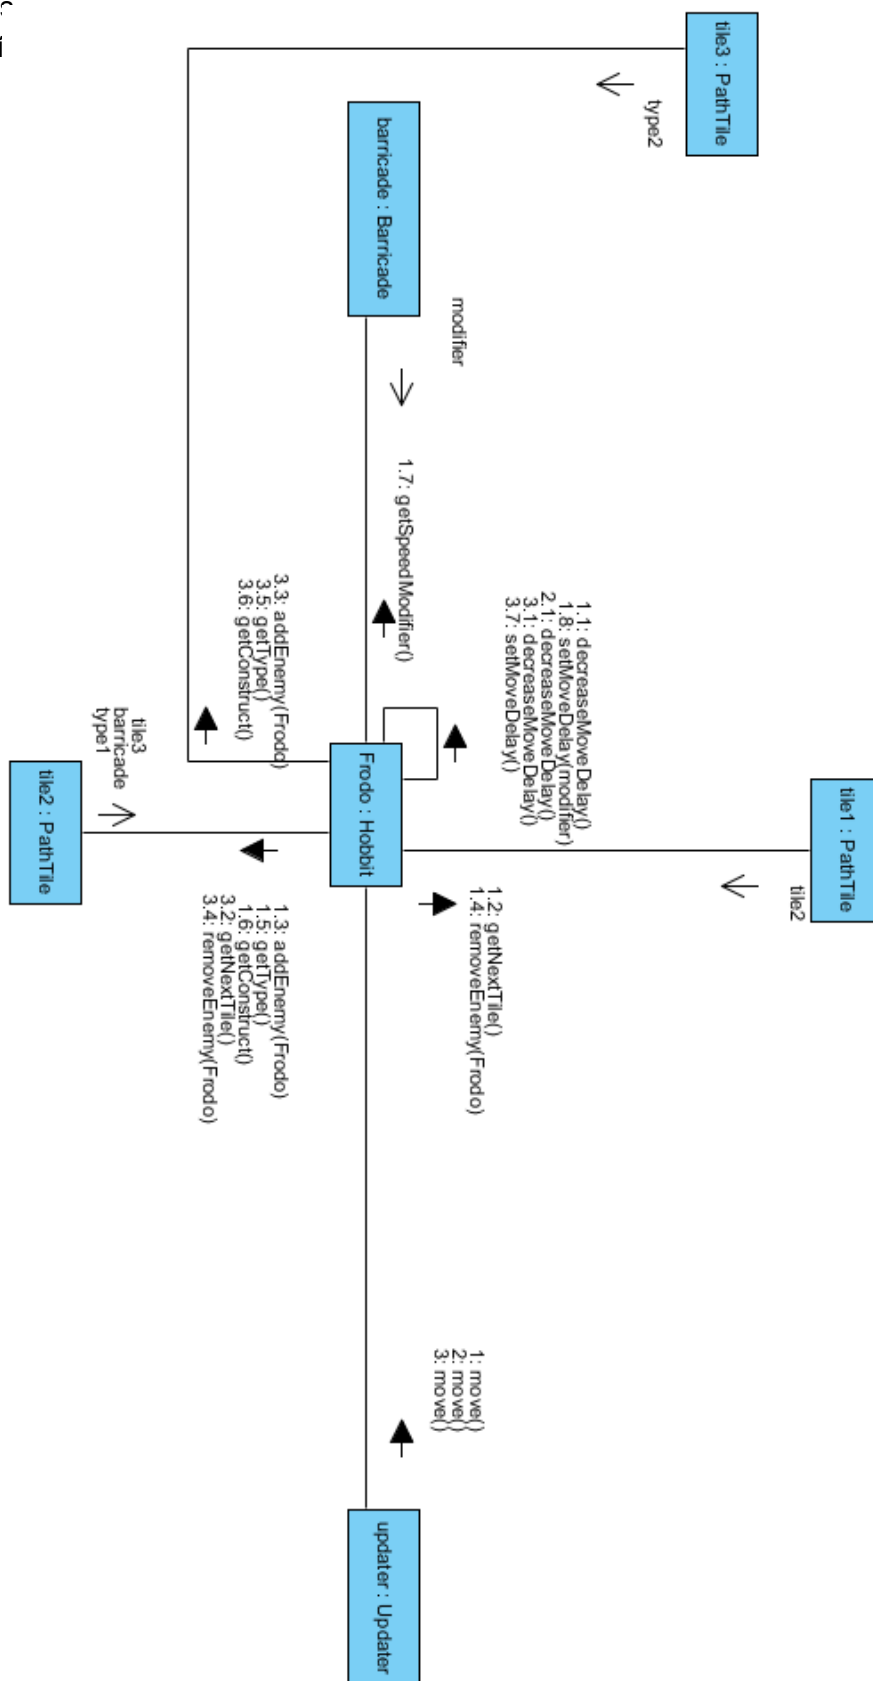 tile3 : PathTile
type2
barricade : Barricade
modifier
1.7: getSpeedModifier()
1.1: decreaseMoveDelay()
1.8: setMoveDelay(modifier)
2.1: decreaseMoveDelay()
3.1: decreaseMoveDelay()
3.7: setMoveDelay()
3.3: addEnemy(Frodo)
3.5: getType()
3.6: getConstruct()
tile3
barricade
type1
tile2 : PathTile
Frodo : Hobbit
tile1 : PathTile
tile2
1.2: getNextTile()
1.4: removeEnemy(Frodo)
1.3: addEnemy(Frodo)
1.5: getType()
1.6: getConstruct()
3.2: getNextTile()
3.4: removeEnemy(Frodo)
1: move()
2: move()
3: move()
updater : Updater